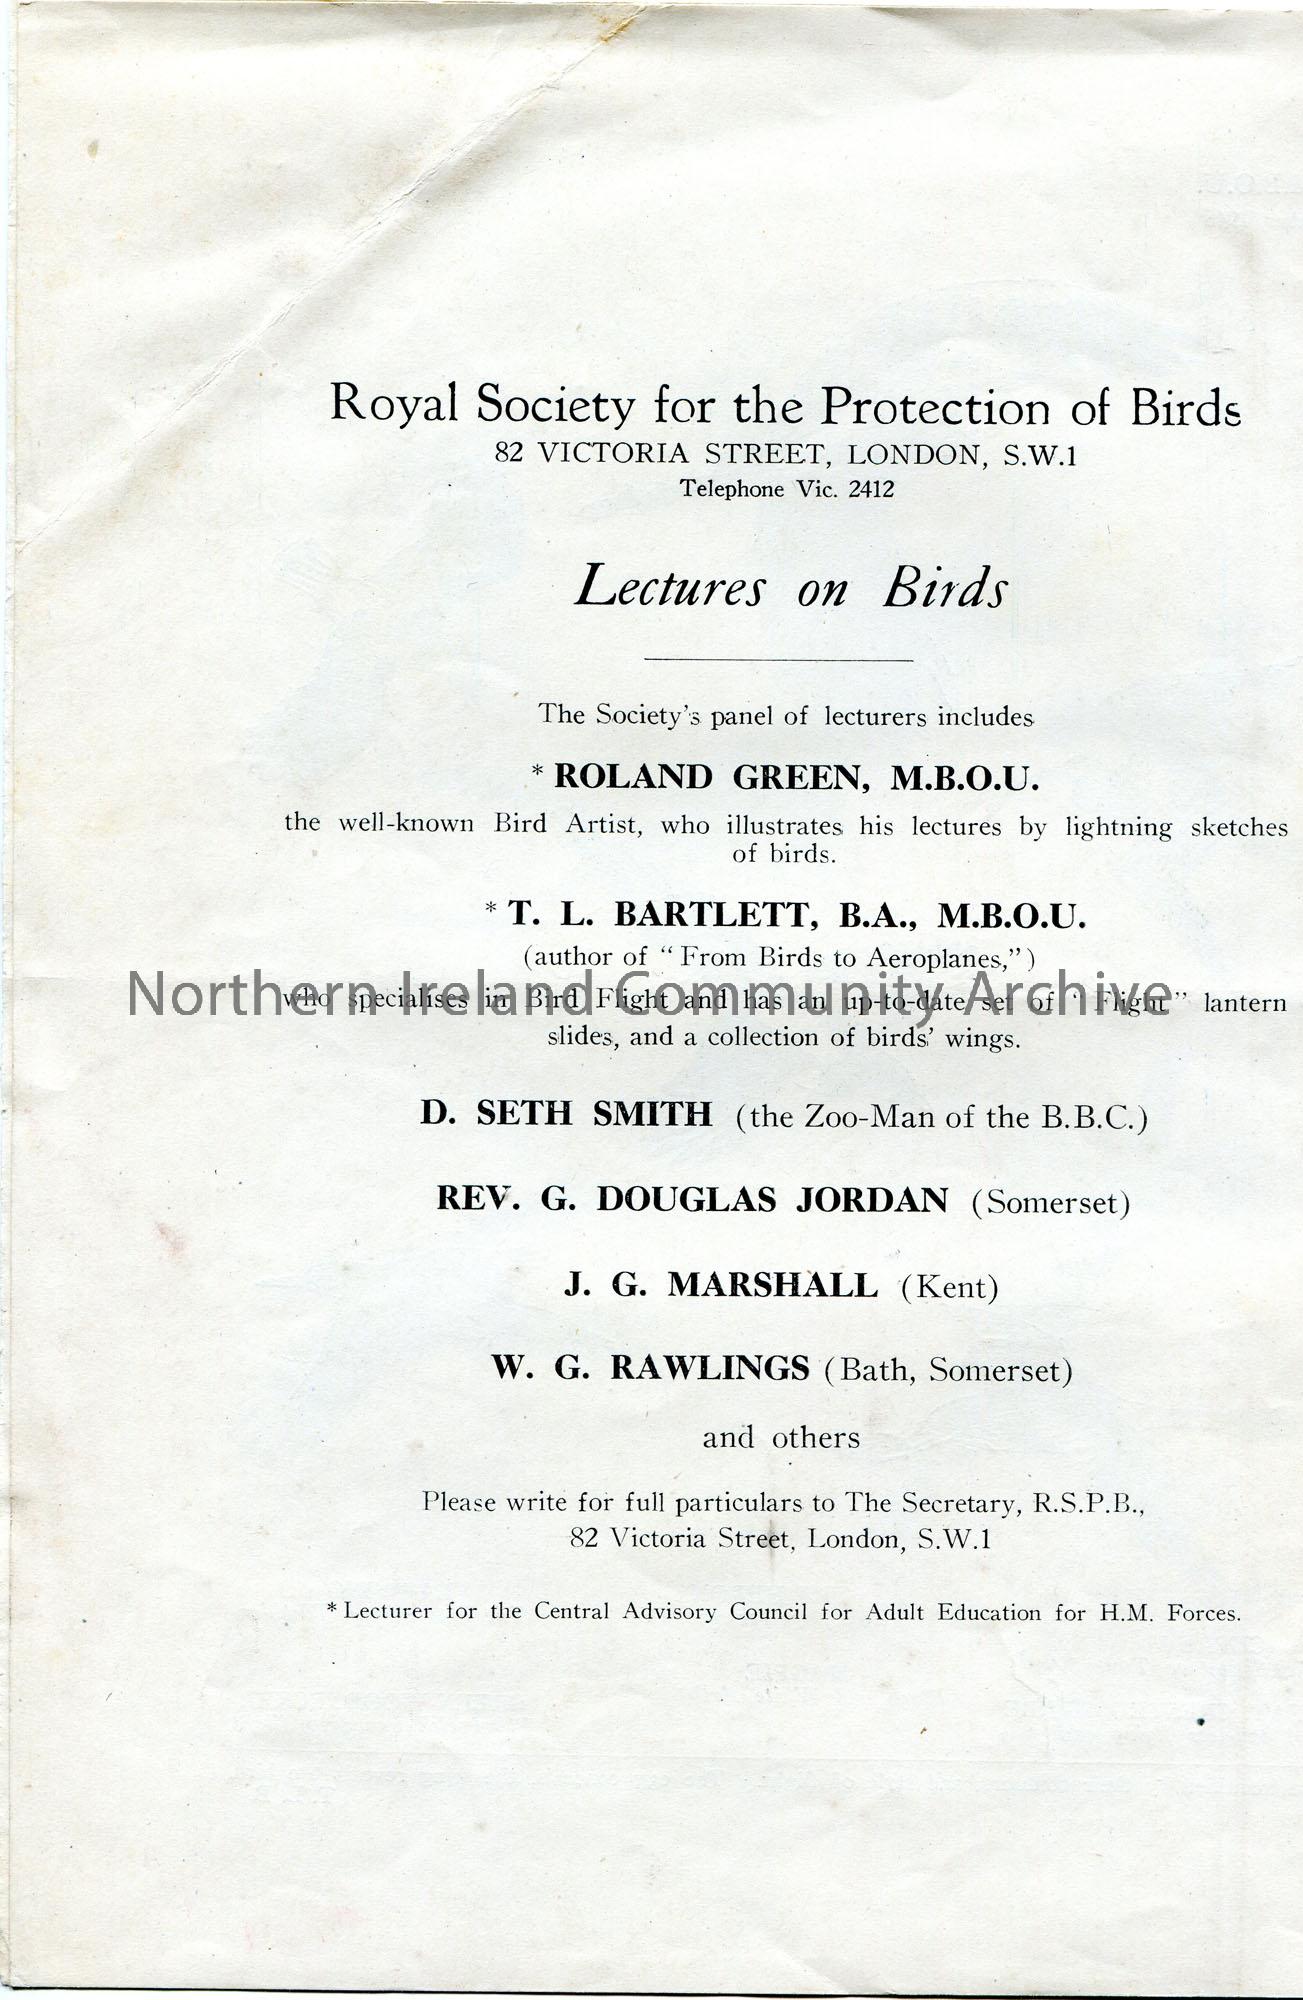 Royal Society for the Protection of Birds
82 VICTORIA STREET, LONDON, S.W.1
Telephone Vic. 2412
Lectures on Birds
The Society's panel of lecturers includes
* ROLAND GREEN, M.B.O.U.
the well-known Bird Artist, who illustrates his lectures by lightning sketches
of birds.
* T. L. BARTLETT, B.A., M.B.O.U.
(author of "From Birds to Aeroplanes,")
Northern Ireland Community Archive
who specialises in Bird Flight and has an up-to-date set of "Flight" lantern
slides, and a collection of birds' wings.
D. SETH SMITH (the Zoo-Man of the B.B.C.)
REV. G. DOUGLAS JORDAN (Somerset)
J. G. MARSHALL (Kent)
W. G. RAWLINGS (Bath, Somerset)
and others
Please write for full particulars to The Secretary, R.S.P.B.,
82 Victoria Street, London, S.W.1
* Lecturer for the Central Advisory Council for Adult Education for H.M. Forces.